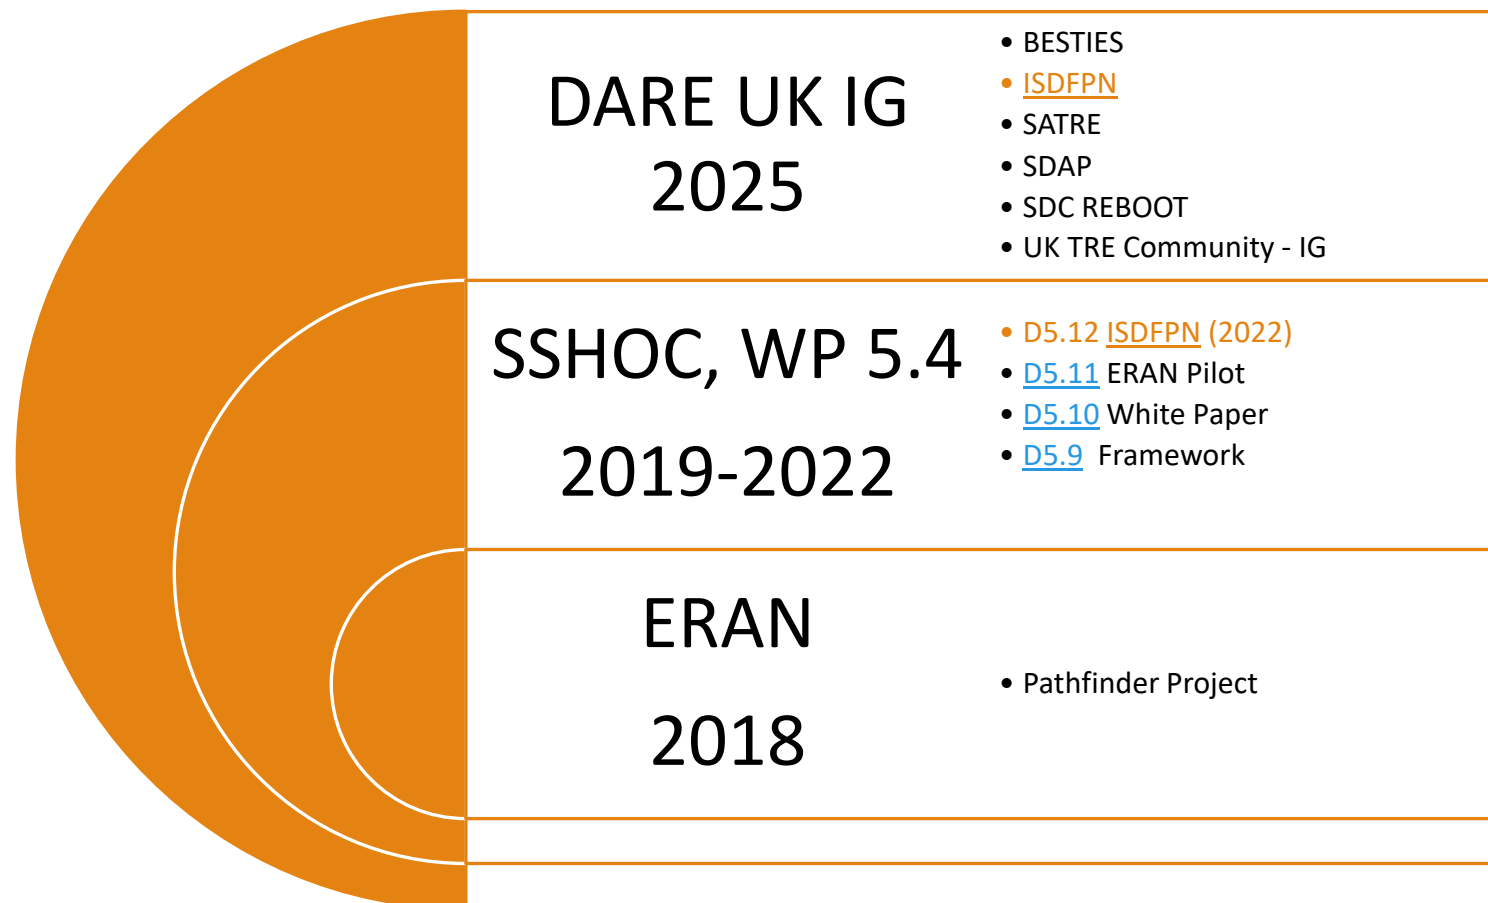 DARE UK IG
2025
• BESTIES
• ISDFPN
• SATRE
• SDAP
• SDC REBOOT
• UK TRE Community - IG
SSHOC, WP 5.4
2019-2022
• D5.12 ISDFPN (2022)
• D5.11 ERAN Pilot
• D5.10 White Paper
• D5.9 Framework
ERAN
2018
• Pathfinder Project